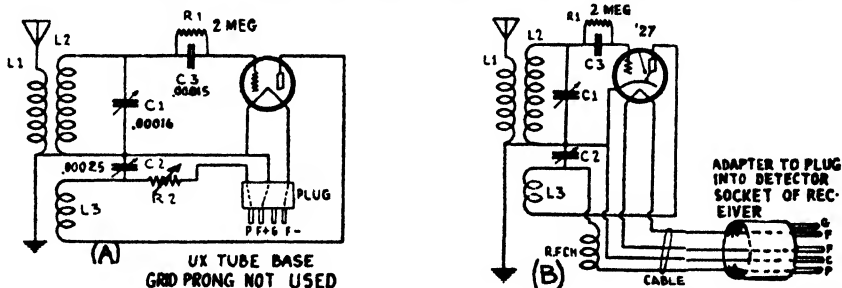 R1
2 MEG
L1
L2
C3
.00015
C1
.00016
.00025
C2
R2
L3
PLUG
P F+ G F-
(A)
UX TUBE BASE
GRID PRONG NOT USED
R1 2 MEG
'27
L1
L2
C3
C1
C2
L3
R.F.CH
ADAPTER TO PLUG
INTO DETECTOR
SOCKET OF REC-
EIVER
G
F
F
C
P
CABLE
(B)